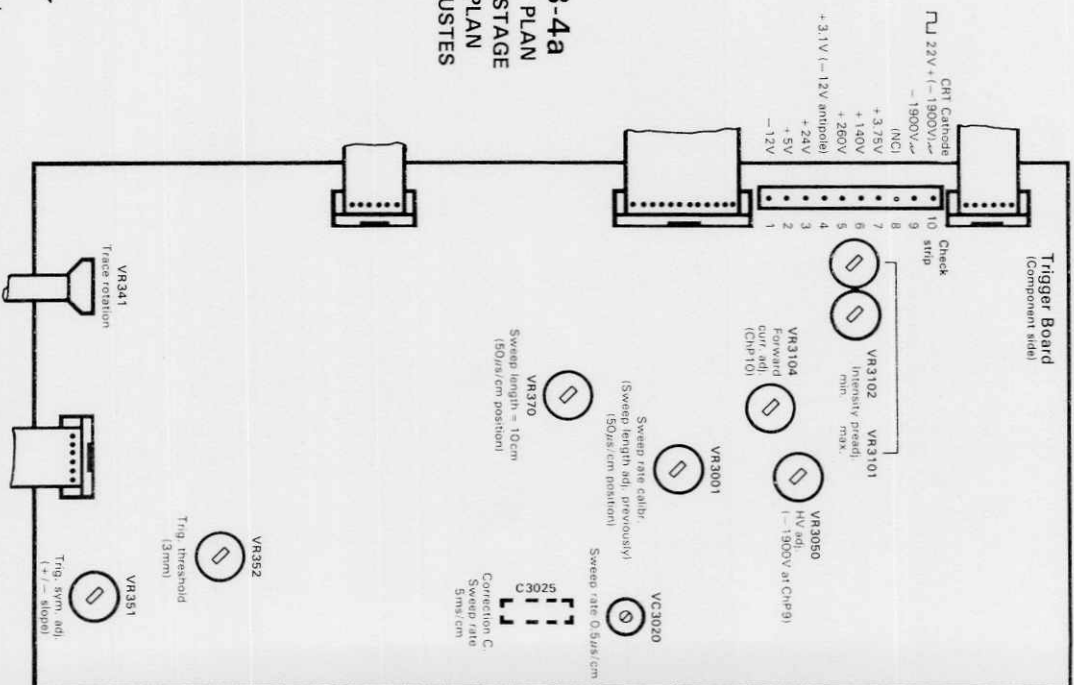 3-4a
PLAN
STAGE
PLAN
USTES
Trigger Board
(Component side)
CRT Cathode
22V+(−1900V)
−1900V
(NC)
+3.75V
+140V
+260V
+3.1V (−12V antipole)
+24V
+5V
−12V
10
9
8
7
6
5
4
3
2
1
Check
strip
VR3102 VR3101
Intensity preadj.
min. max.
VR3104
Forward
curr. adj.
(ChP10)
VR3050
HV adj.
(−1900V at ChP9)
VR3001
Sweep rate calibr.
(Sweep length adj. previously)
(50µs/cm position)
VR370
Sweep length = 10cm
(50µs/cm position)
VC3020
Sweep rate 0.5µs/cm
C3025
Correction C.
Sweep rate
5ms/cm
VR341
Trace rotation
VR352
Trig. threshold
(3mm)
VR351
Trig. sym. adj.
(+/− slope)